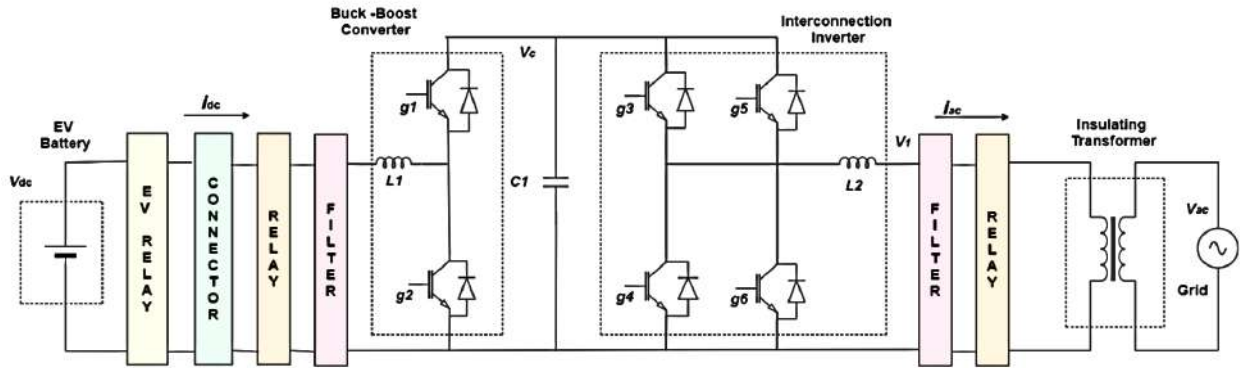 Buck -Boost
Converter
Interconnection
Inverter
EV
Battery
Vdc
idc
EV RELAY
CONNECTOR
RELAY
FILTER
L1
g1
g2
Vc
C1
g3
g4
g5
g6
L2
V1
iac
FILTER
RELAY
Insulating
Transformer
Vac
Grid